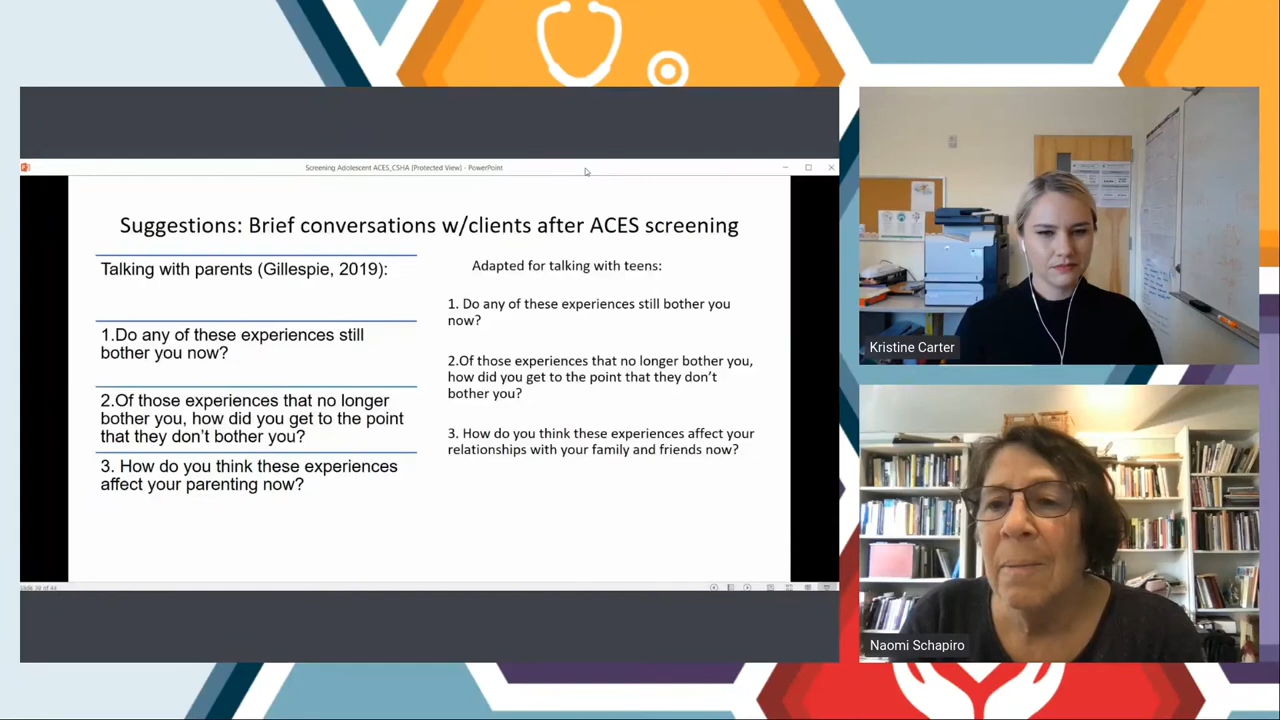 Screening Adolescent ACES_CSHA [Protected View] - PowerPoint
Suggestions: Brief conversations w/clients after ACES screening
Talking with parents (Gillespie, 2019):
1.Do any of these experiences still
bother you now?
2.Of those experiences that no longer
bother you, how did you get to the point
that they don’t bother you?
3. How do you think these experiences
affect your parenting now?
Adapted for talking with teens:
1. Do any of these experiences still bother you
now?
2.Of those experiences that no longer bother you,
how did you get to the point that they don’t
bother you?
3. How do you think these experiences affect your
relationships with your family and friends now?
Kristine Carter
Naomi Schapiro